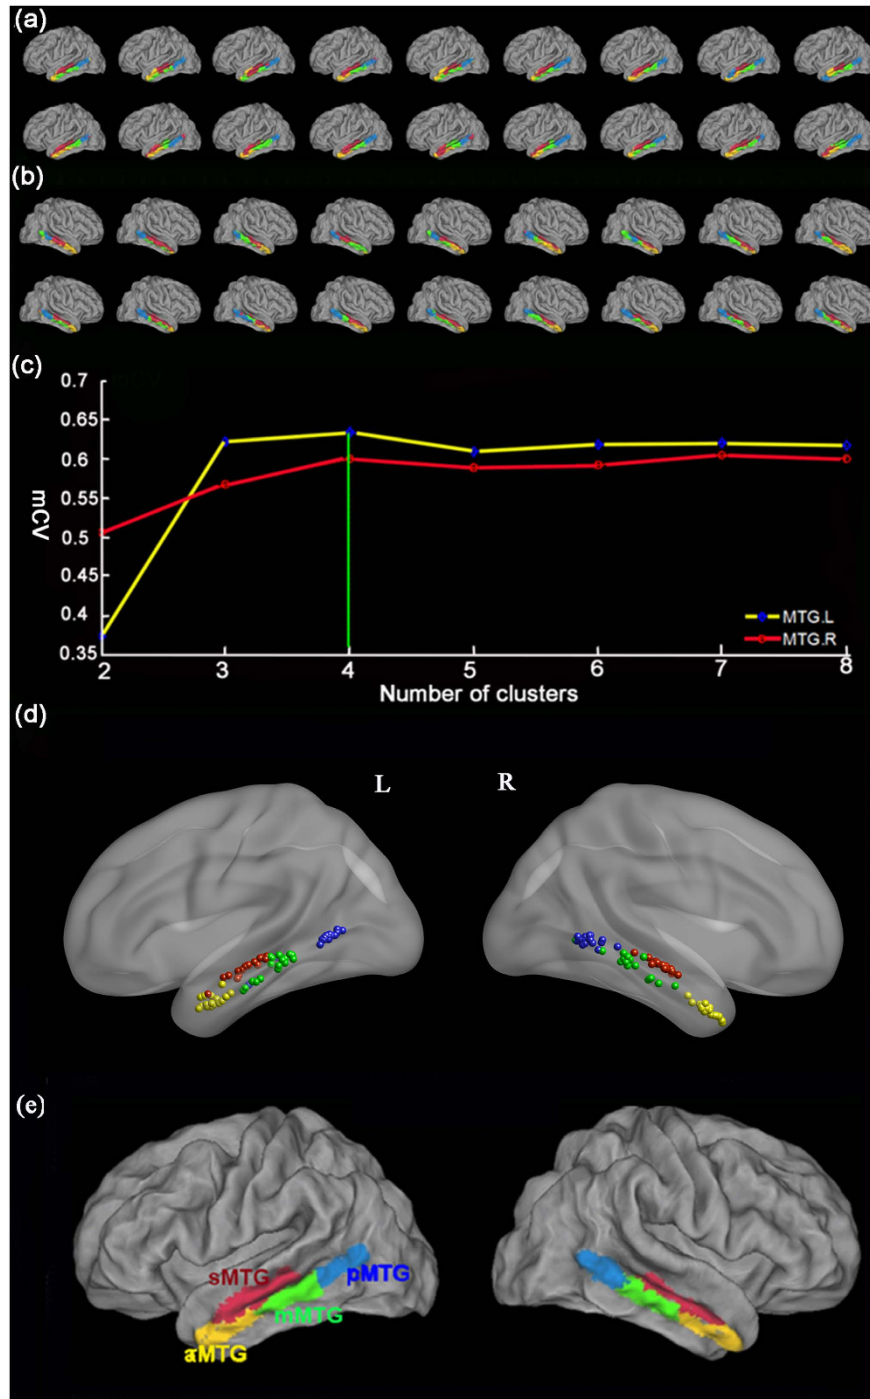 (a)
(b)
(c)
0.7
mCV
0.65
0.6
0.55
0.5
0.45
0.4
0.35
mCV
2 3 4 5 6 7 8
Number of clusters
MTG.L
MTG.R
(d)
L R
(e)
sMTG
pMTG
mMTG
aMTG